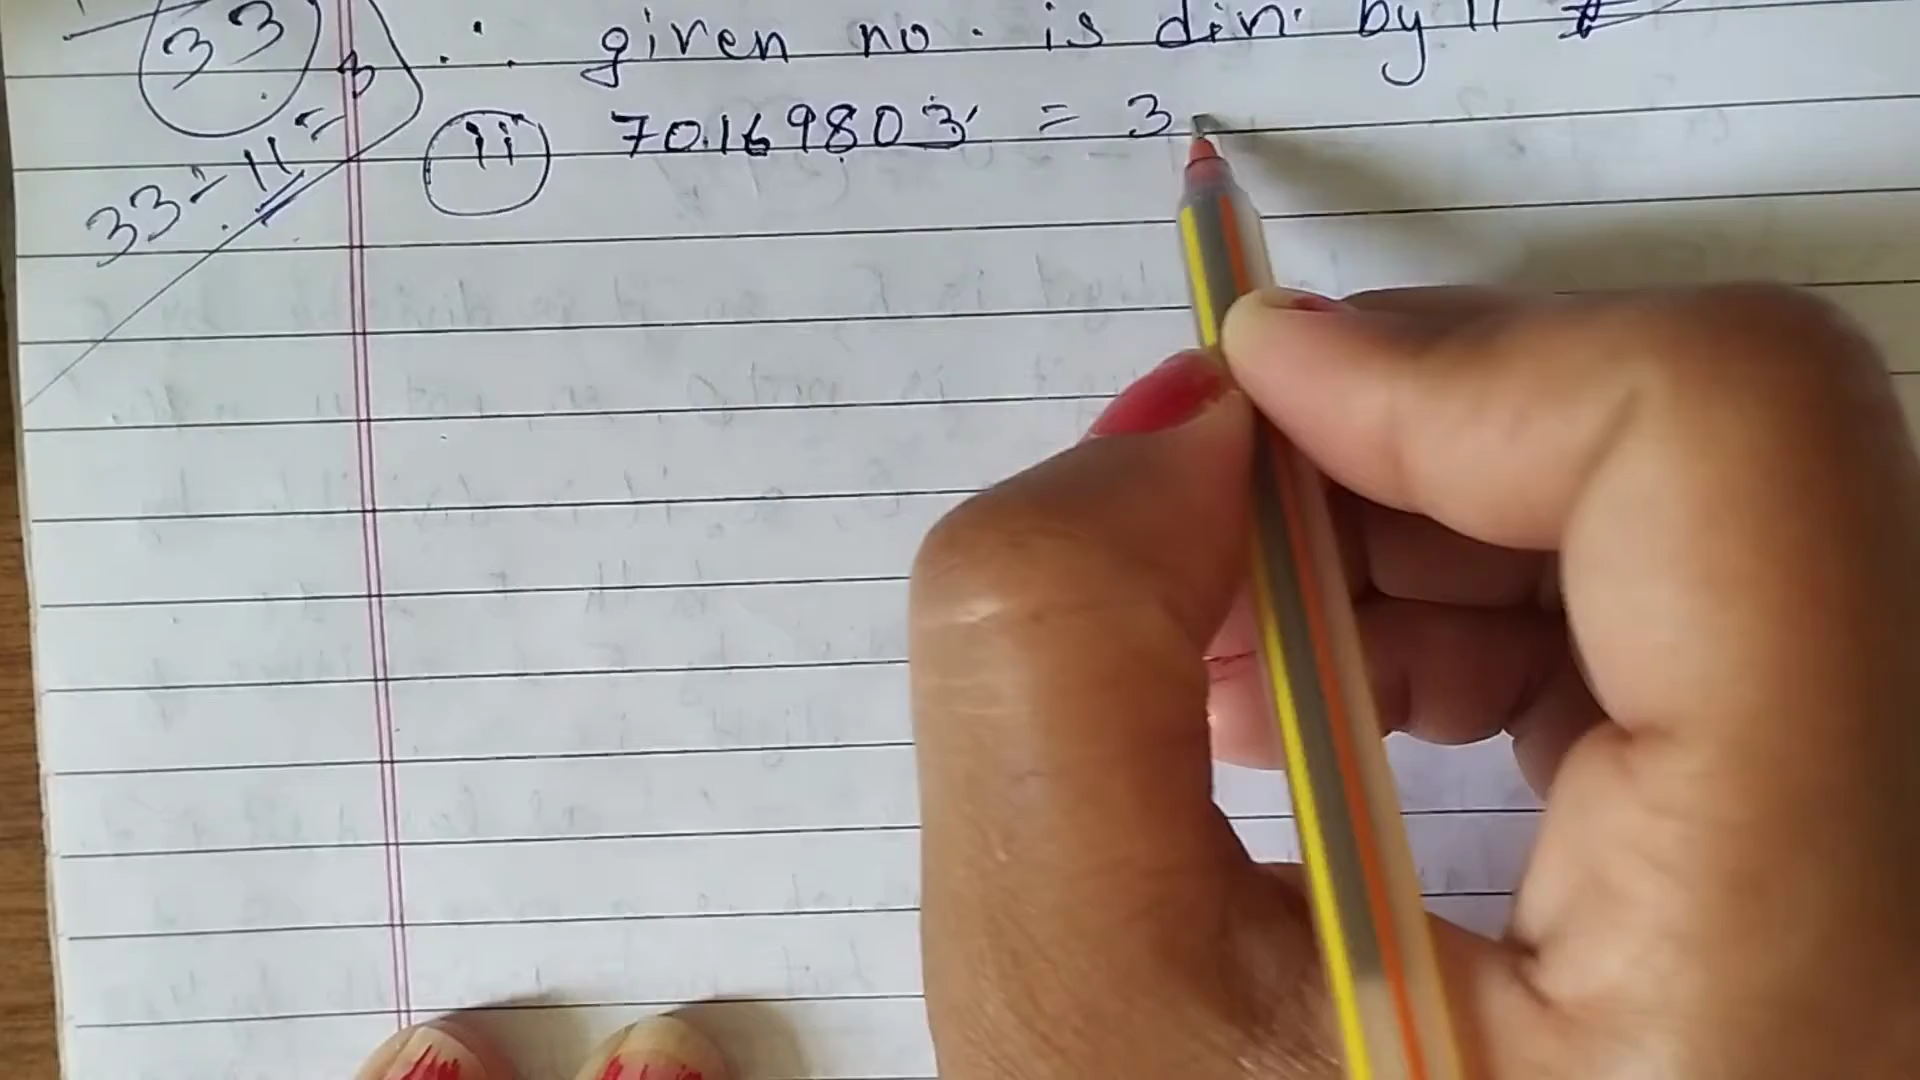 33
∴ given no. is div. by 11
33 ÷ 11 = 3
ii 70169803 = 3